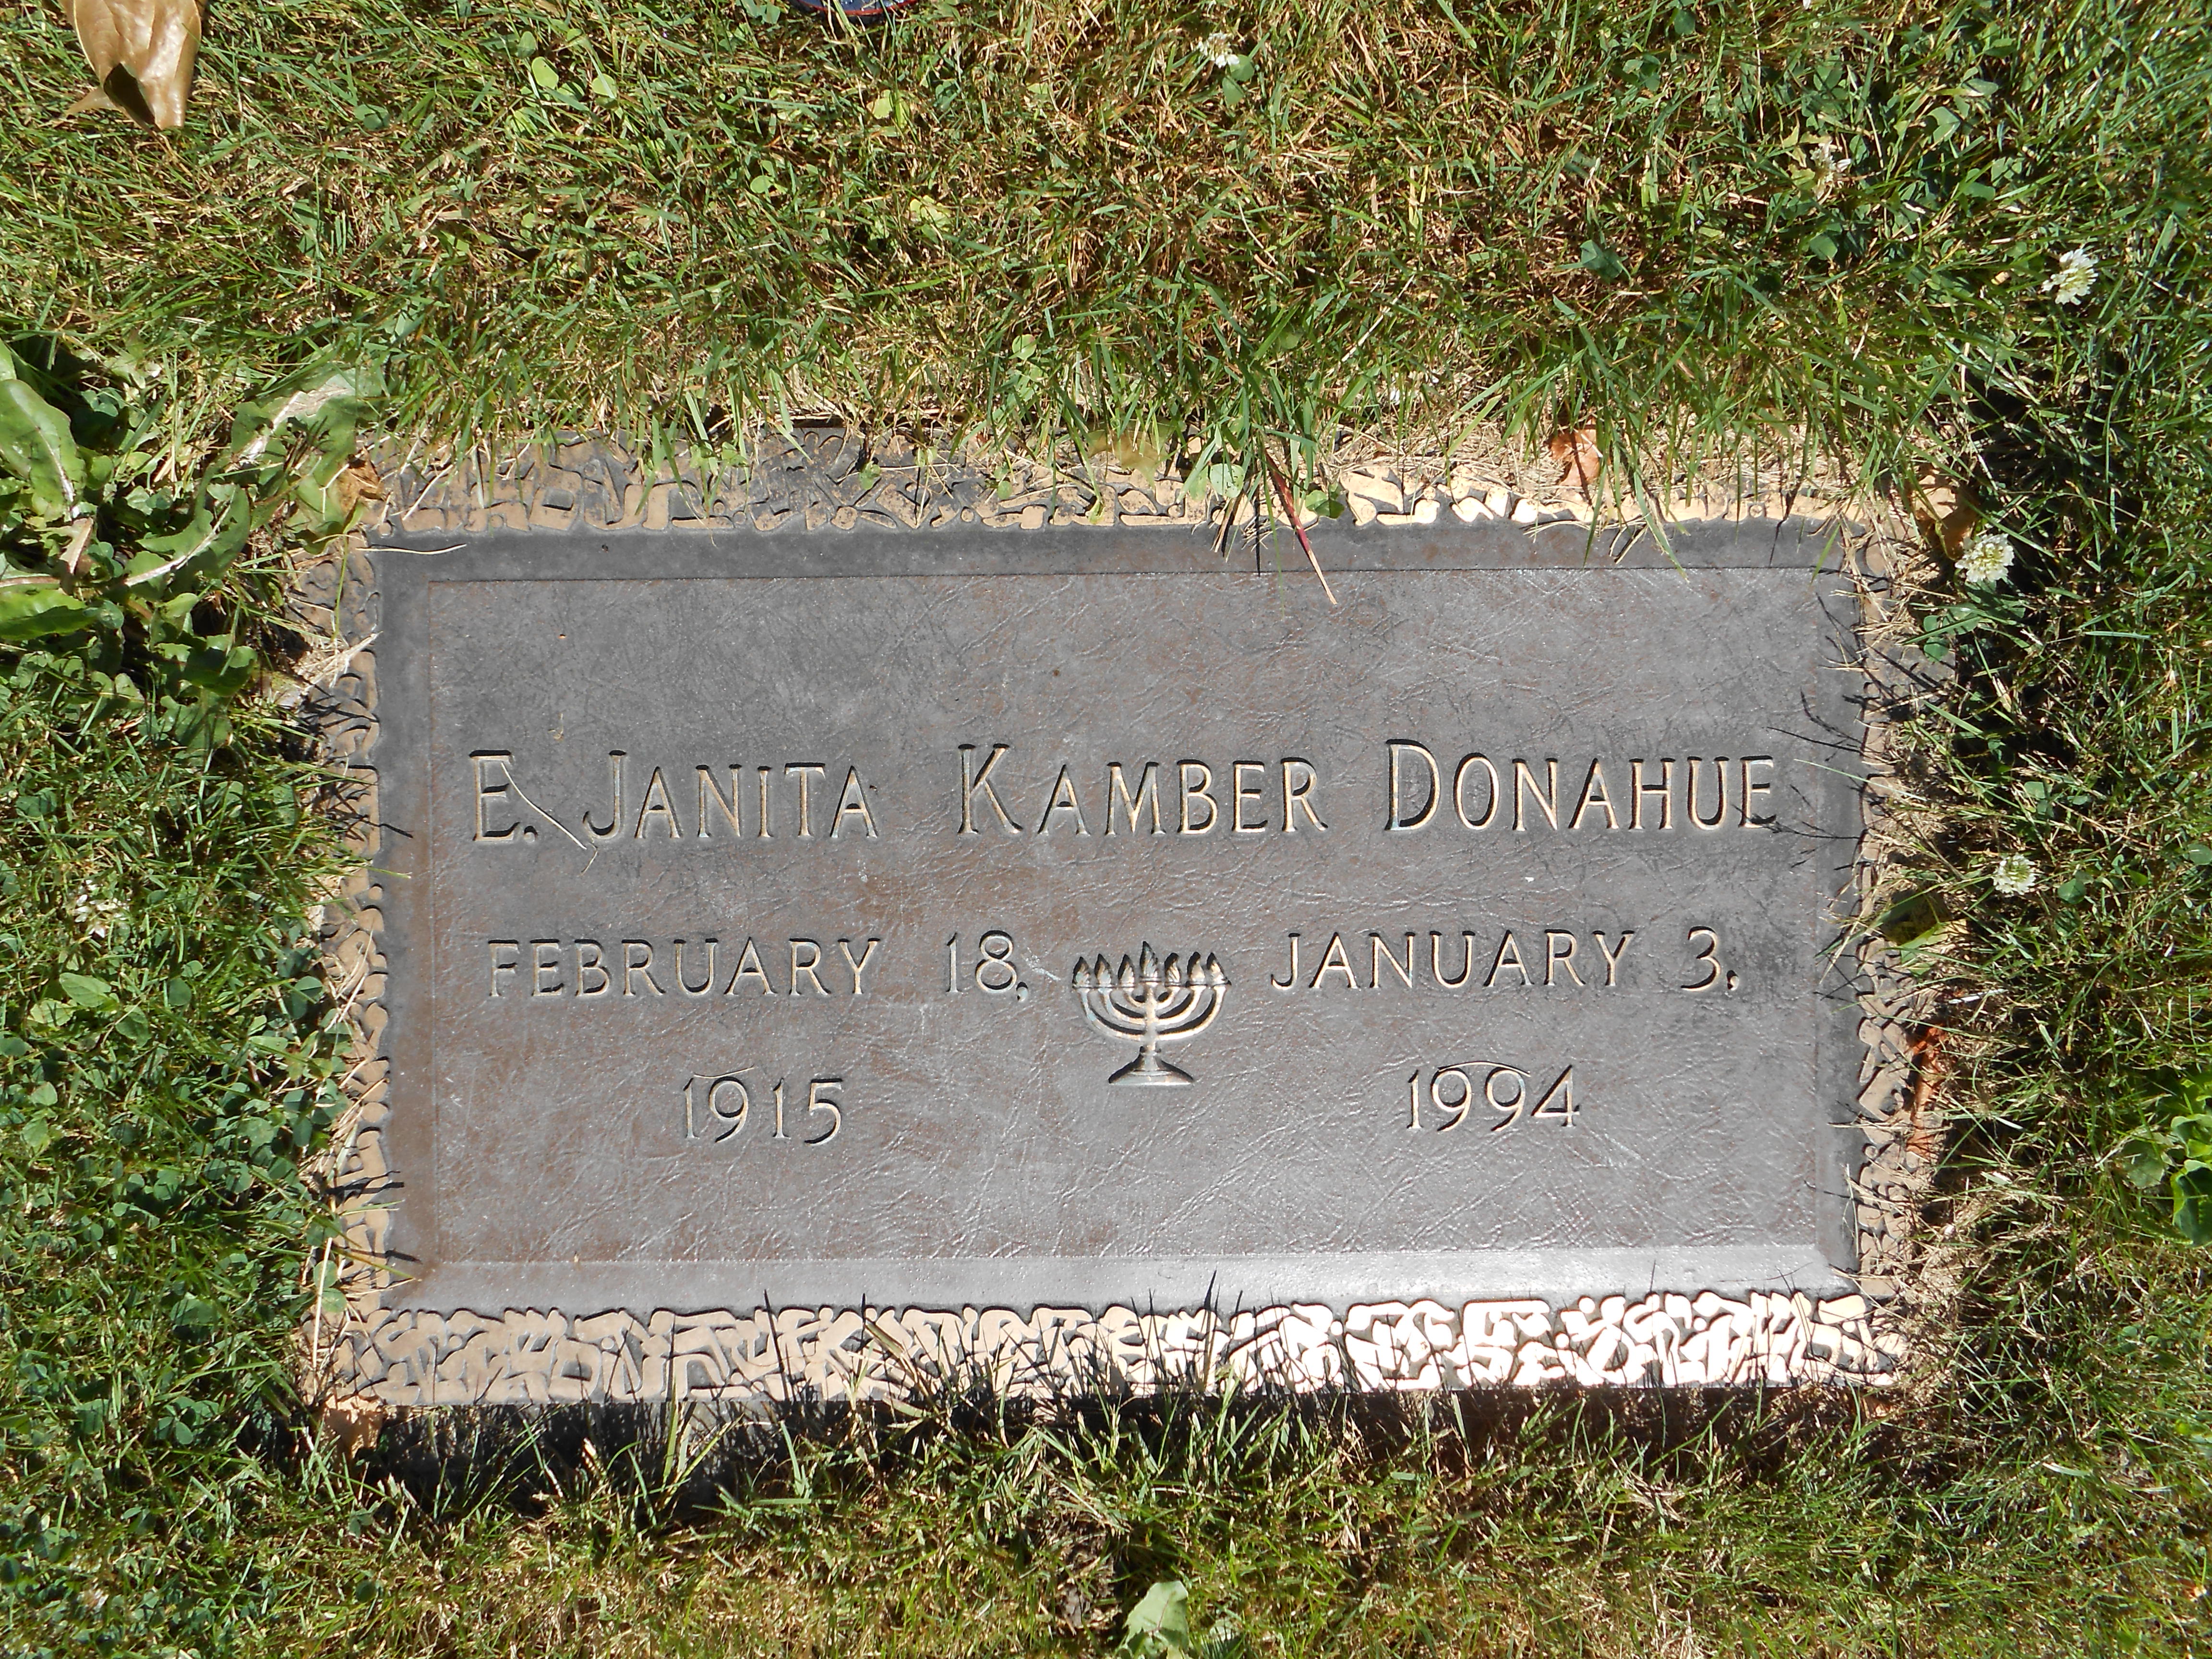 E. JANITA KAMBER DONAHUE
FEBRUARY 18, JANUARY 3,
1915 1994